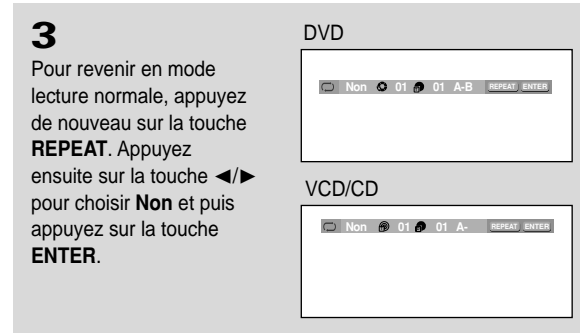 3
Pour revenir en mode
lecture normale, appuyez
de nouveau sur la touche
REPEAT. Appuyez
ensuite sur la touche ◄/►
pour choisir Non et puis
appuyez sur la touche
ENTER.
DVD
Non 01 01 A-B REPEAT ENTER
VCD/CD
Non 01 01 A- REPEAT ENTER